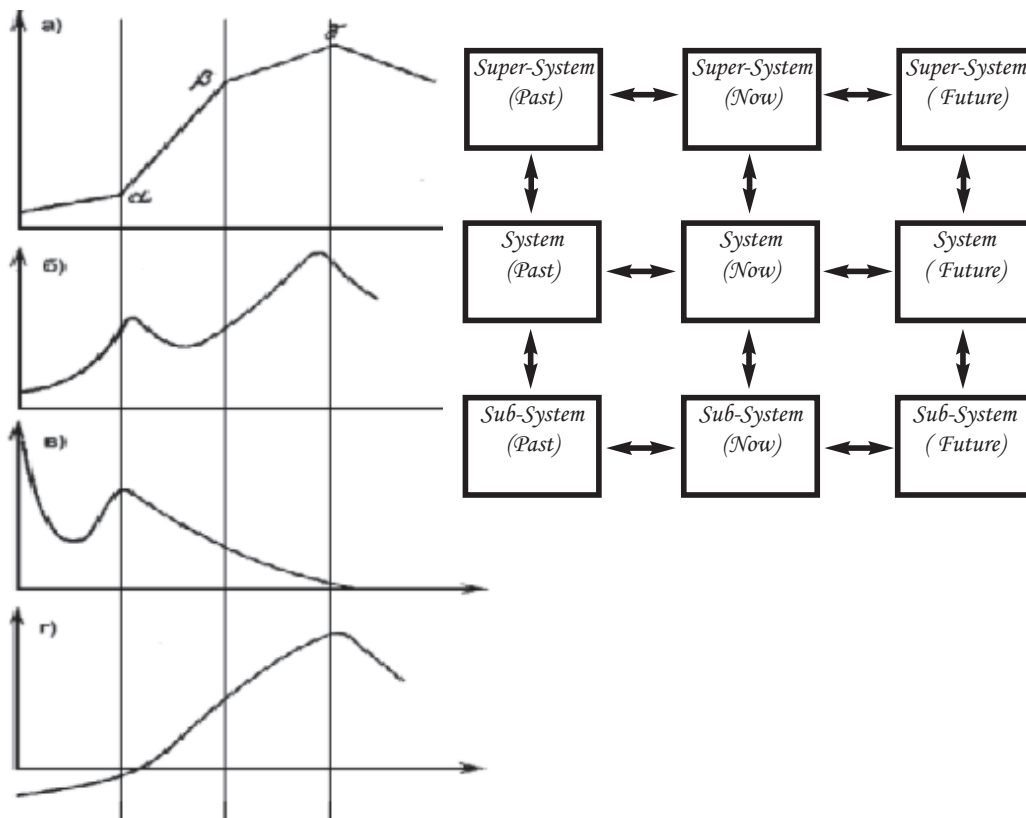 а)
α
β
б)
в)
г)
Super-System
(Past)
Super-System
(Now)
Super-System
( Future)
System
(Past)
System
(Now)
System
( Future)
Sub-System
(Past)
Sub-System
(Now)
Sub-System
( Future)